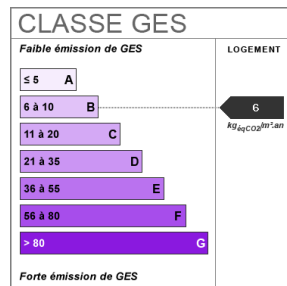 CLASSE GES
Faible émission de GES
LOGEMENT
≤ 5 A
6 à 10 B
6
kgéqCO2/m².an
11 à 20 C
21 à 35 D
36 à 55 E
56 à 80 F
> 80 G
Forte émission de GES